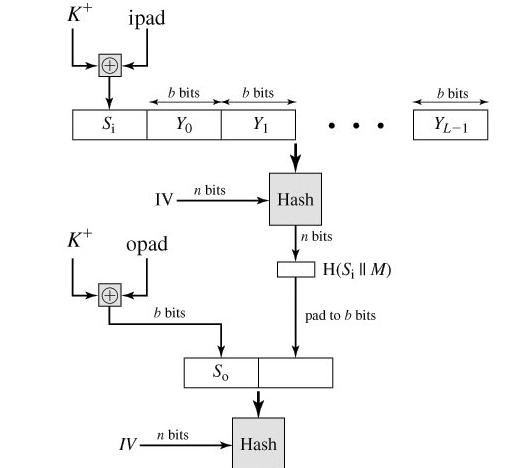 K⁺ ipad
⊕
b bits b bits b bits
Sᵢ Y₀ Y₁ • • • Y_{L−1}
IV n bits Hash
n bits
K⁺ opad
H(Sᵢ ∥ M)
⊕
b bits pad to b bits
Sₒ
IV n bits Hash